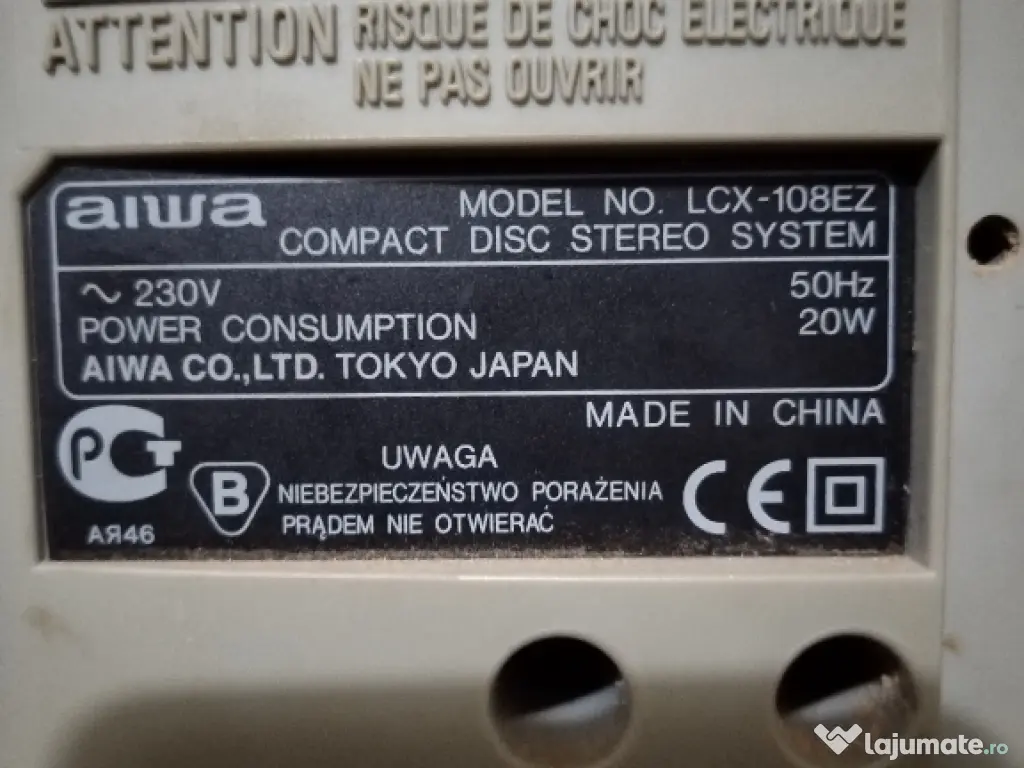 ATTENTION RISQUE DE CHOC ELECTRIQUE
NE PAS OUVRIR
aiwa MODEL NO. LCX-108EZ
COMPACT DISC STEREO SYSTEM
~ 230V 50Hz
POWER CONSUMPTION 20W
AIWA CO.,LTD. TOKYO JAPAN
MADE IN CHINA
PCT
АЯ46
B
UWAGA
NIEBEZPIECZEŃSTWO PORAŻENIA
PRĄDEM NIE OTWIERAĆ
CE
lajumate.ro